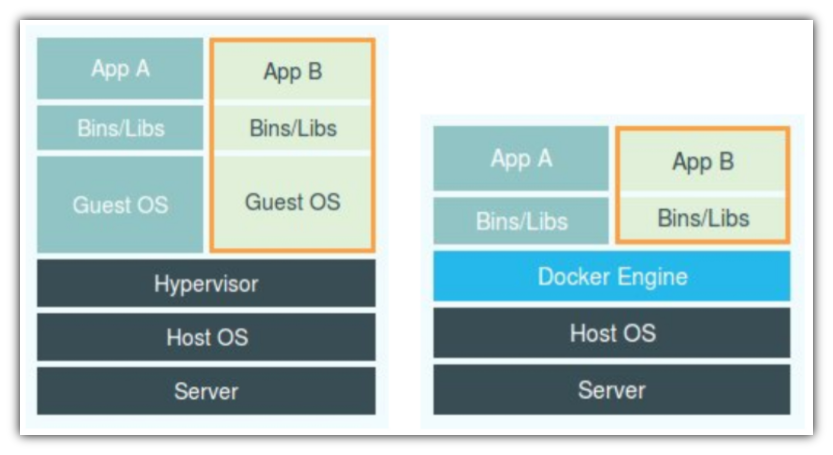 App A
App B
Bins/Libs
Bins/Libs
Guest OS
Guest OS
Hypervisor
Host OS
Server
App A
App B
Bins/Libs
Bins/Libs
Docker Engine
Host OS
Server